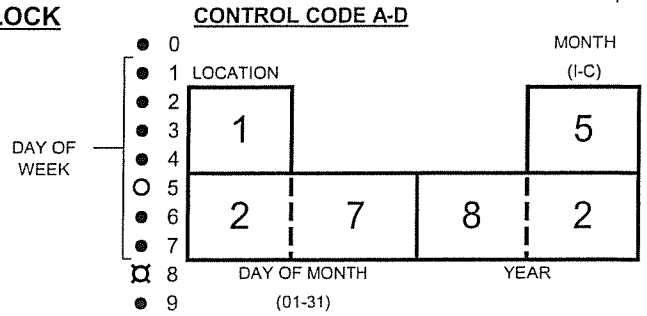 LOCK
CONTROL CODE A-D
0
MONTH
1 LOCATION (I-C)
2
3 1 5
DAY OF
WEEK
4
5
6 2 7 8 2
7
8 DAY OF MONTH YEAR
9 (01-31)